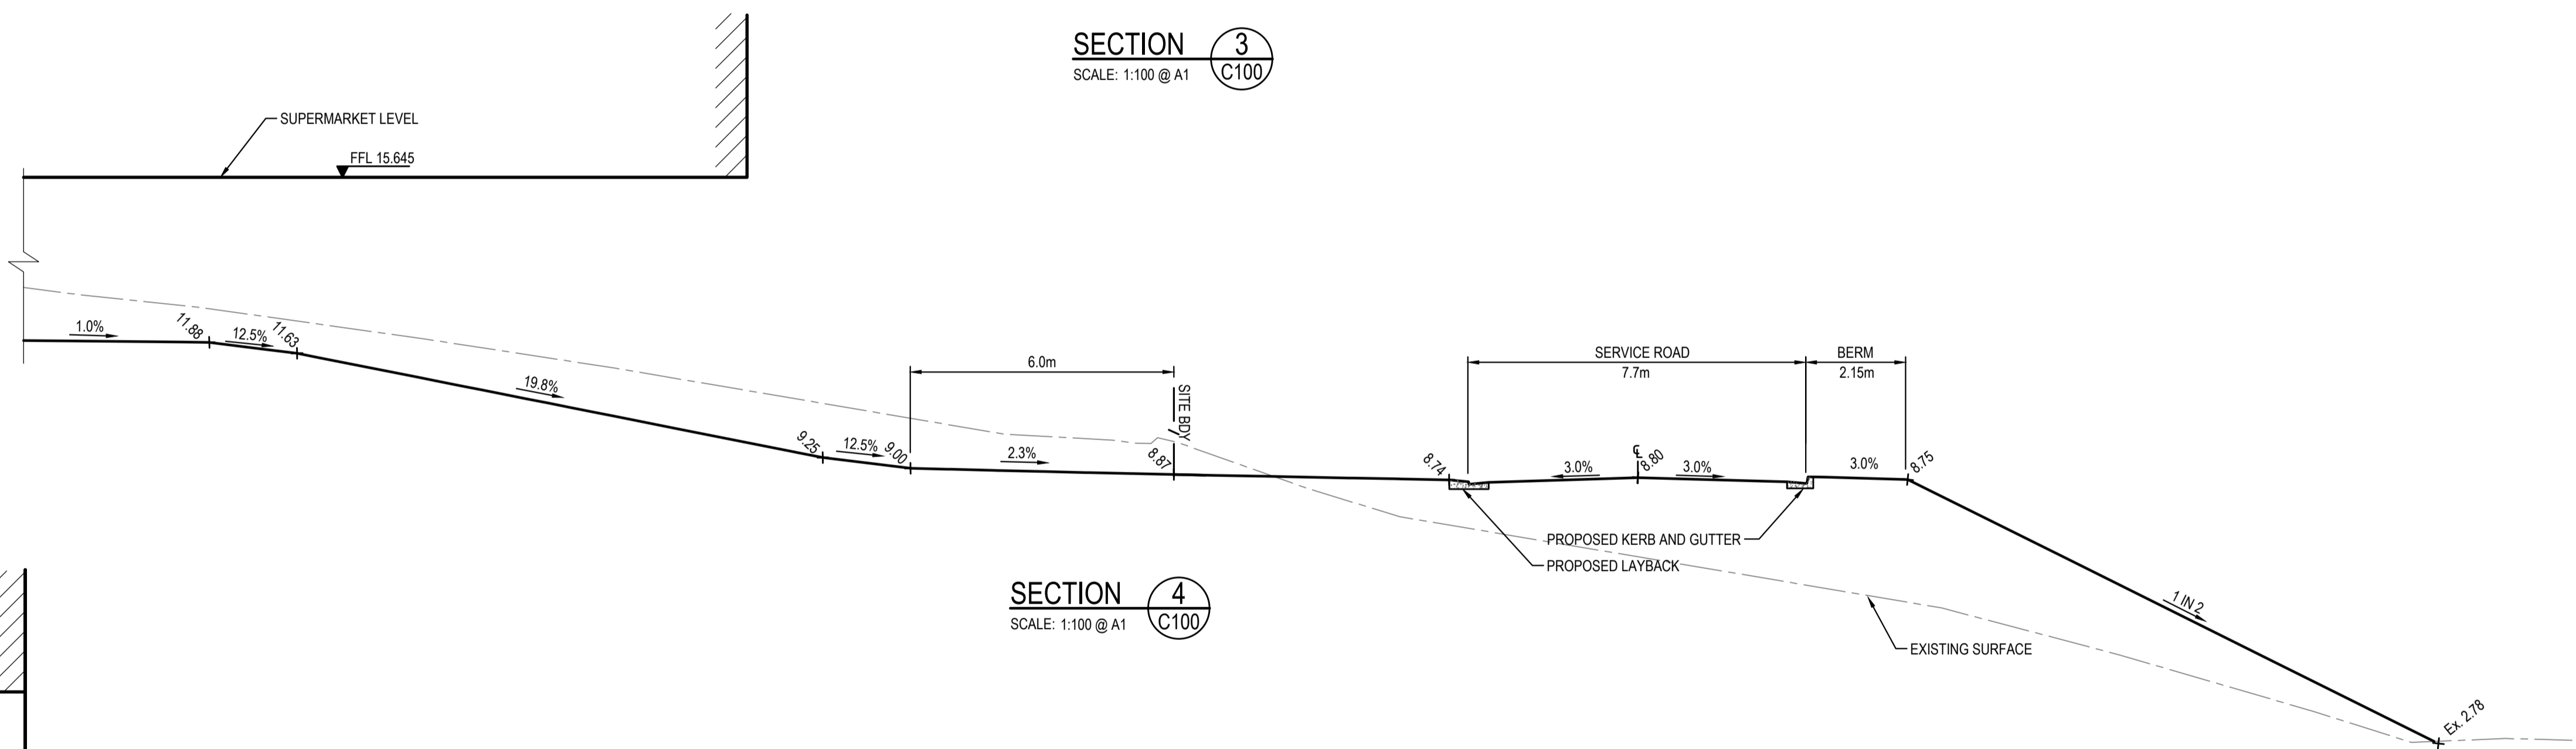 SECTION
3
SCALE: 1:100 @ A1
C100
SUPERMARKET LEVEL
FFL 15.645
1.0%
11.88
12.5%
11.63
19.8%
9.25
12.5%
9.00
6.0m
2.3%
SITE BDY
8.87
8.74
SERVICE ROAD
7.7m
BERM
2.15m
3.0%
℄
8.80
3.0%
3.0%
8.75
PROPOSED KERB AND GUTTER
PROPOSED LAYBACK
1 IN 2
EXISTING SURFACE
Ex. 2.78
SECTION
4
SCALE: 1:100 @ A1
C100